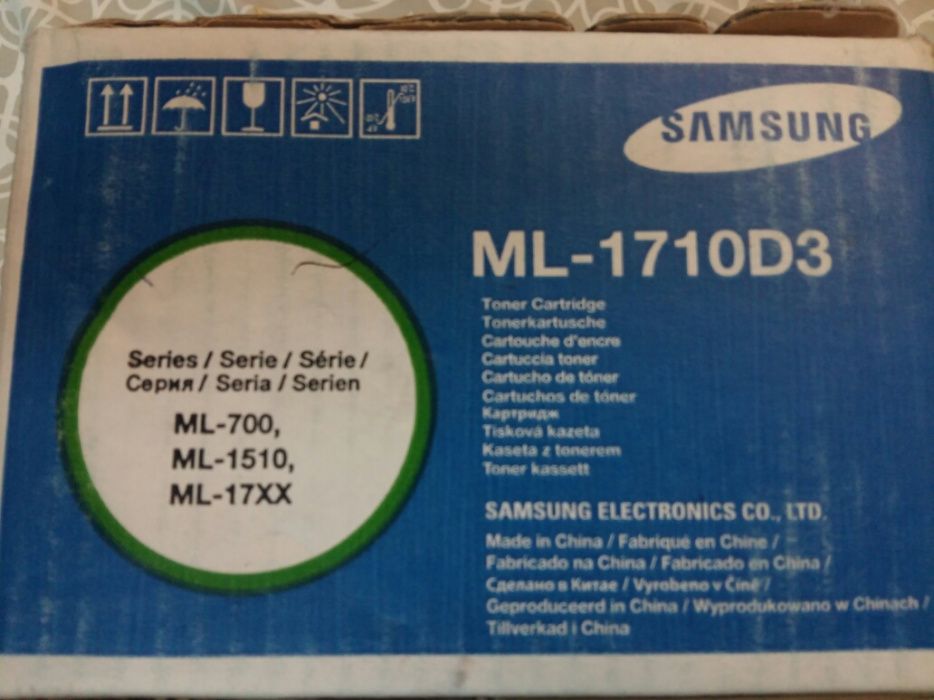 SAMSUNG
ML-1710D3
Toner Cartridge
Tonerkartusche
Cartouche d'encre
Cartuccia toner
Cartucho de tóner
Cartuchos de tóner
Картридж
Tisková kazeta
Kaseta z tonerem
Toner kassett
Series / Serie / Série /
Серия / Seria / Serien
ML-700,
ML-1510,
ML-17XX
SAMSUNG ELECTRONICS CO., LTD.
Made in China / Fabriqué en Chine /
Fabricado na China / Fabricado en China /
Сделано в Китае / Vyrobeno v Číně /
Geproduceerd in China / Wyprodukowano w Chinach /
Tillverkad i China